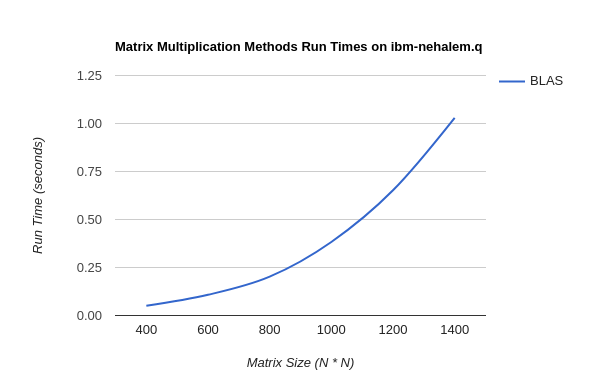 Matrix Multiplication Methods Run Times on ibm-nehalem.q
BLAS
Run Time (seconds)
1.25
1.00
0.75
0.50
0.25
0.00
400 600 800 1000 1200 1400
Matrix Size (N * N)